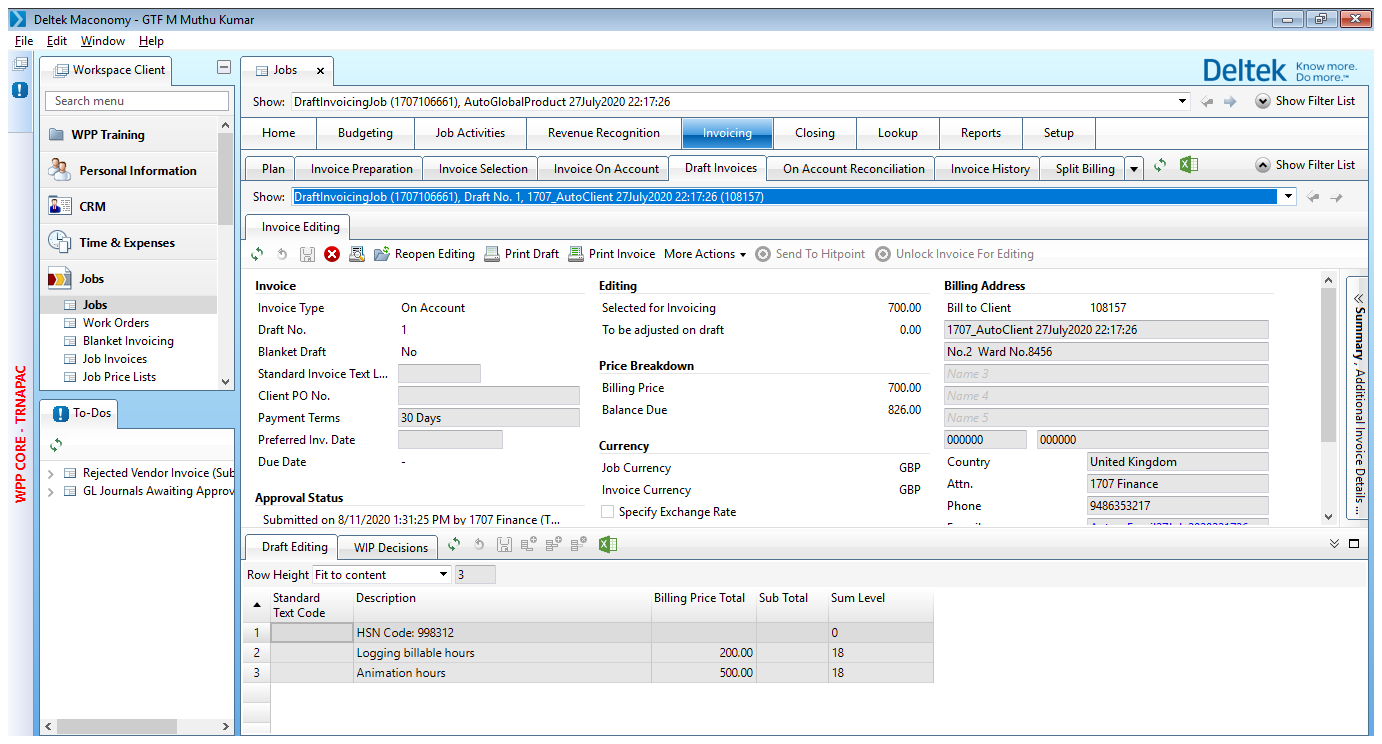 Deltek Maconomy - GTF M Muthu Kumar
File Edit Window Help
Workspace Client
Search menu
WPP Training
Personal Information
CRM
Time & Expenses
Jobs
Jobs
Work Orders
Blanket Invoicing
Job Invoices
Job Price Lists
WPP CORE - TRNAPAC
To-Dos
Rejected Vendor Invoice (Sub
GL Journals Awaiting Approv
Jobs
Deltek Know more.
Do more.™
Show: DraftInvoicingJob (1707106661), AutoGlobalProduct 27July2020 22:17:26 Show Filter List
Home Budgeting Job Activities Revenue Recognition Invoicing Closing Lookup Reports Setup
Plan Invoice Preparation Invoice Selection Invoice On Account Draft Invoices On Account Reconciliation Invoice History Split Billing Show Filter List
Show: DraftInvoicingJob (1707106661), Draft No. 1, 1707_AutoClient 27July2020 22:17:26 (108157)
Invoice Editing
Reopen Editing Print Draft Print Invoice More Actions Send To Hitpoint Unlock Invoice For Editing
Invoice
Invoice Type On Account
Draft No. 1
Blanket Draft No
Standard Invoice Text L...
Client PO No.
Payment Terms 30 Days
Preferred Inv. Date
Due Date -
Approval Status
Submitted on 8/11/2020 1:31:25 PM by 1707 Finance (T...
Editing
Selected for Invoicing 700.00
To be adjusted on draft 0.00
Price Breakdown
Billing Price 700.00
Balance Due 826.00
Currency
Job Currency GBP
Invoice Currency GBP
Specify Exchange Rate
Billing Address
Bill to Client 108157
1707_AutoClient 27July2020 22:17:26
No.2 Ward No.8456
Name 3
Name 4
Name 5
000000 000000
Country United Kingdom
Attn. 1707 Finance
Phone 9486353217
Summary, Additional Invoice Details ...
Draft Editing WIP Decisions
Row Height Fit to content 3
Standard Text Code Description Billing Price Total Sub Total Sum Level
1 HSN Code: 998312 0
2 Logging billable hours 200.00 18
3 Animation hours 500.00 18